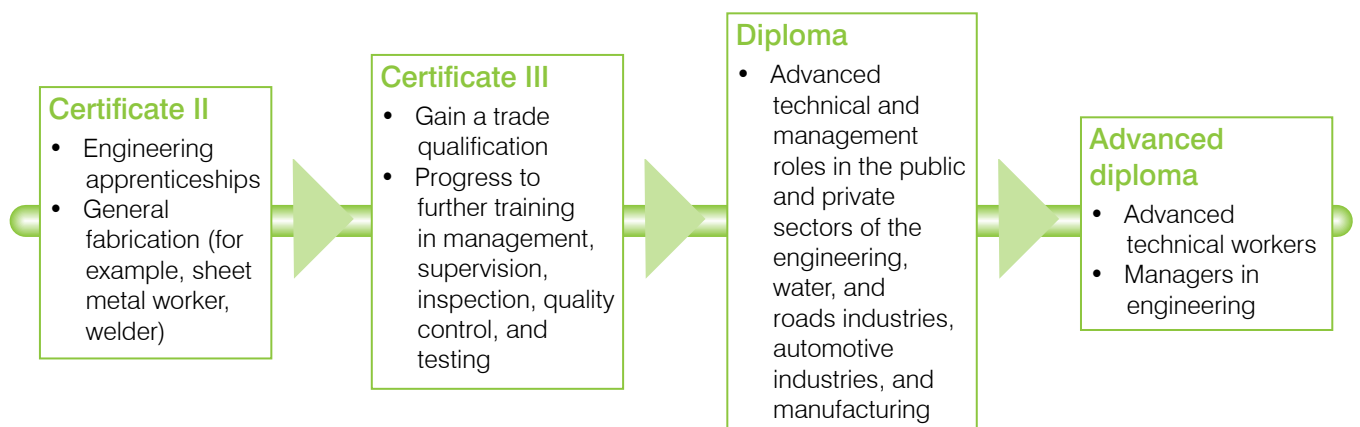 Certificate II
• Engineering
apprenticeships
• General
fabrication (for
example, sheet
metal worker,
welder)
Certificate III
• Gain a trade
qualification
• Progress to
further training
in management,
supervision,
inspection, quality
control, and
testing
Diploma
• Advanced
technical and
management
roles in the public
and private
sectors of the
engineering,
water, and
roads industries,
automotive
industries, and
manufacturing
Advanced
diploma
• Advanced
technical workers
• Managers in
engineering